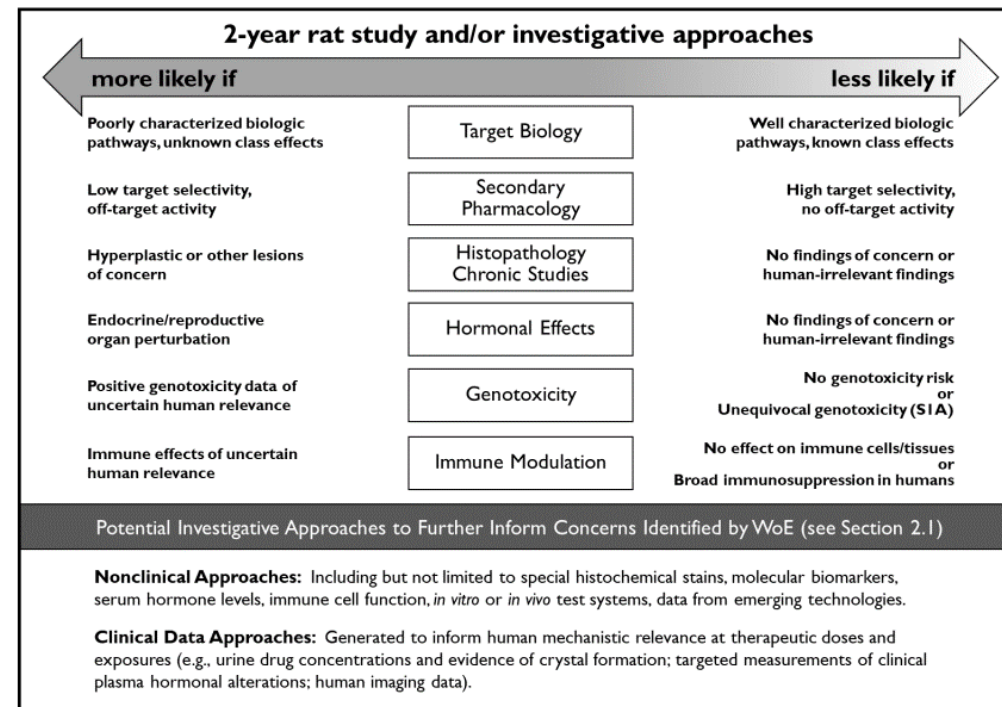 2-year rat study and/or investigative approaches
more likely if
less likely if
Poorly characterized biologic
pathways, unknown class effects
Target Biology
Well characterized biologic
pathways, known class effects
Low target selectivity,
off-target activity
Secondary
Pharmacology
High target selectivity,
no off-target activity
Hyperplastic or other lesions
of concern
Histopathology
Chronic Studies
No findings of concern or
human-irrelevant findings
Endocrine/reproductive
organ perturbation
Hormonal Effects
No findings of concern or
human-irrelevant findings
Positive genotoxicity data of
uncertain human relevance
Genotoxicity
No genotoxicity risk
or
Unequivocal genotoxicity (S1A)
Immune effects of uncertain
human relevance
Immune Modulation
No effect on immune cells/tissues
or
Broad immunosuppression in humans
Potential Investigative Approaches to Further Inform Concerns Identified by WoE (see Section 2.1)
Nonclinical Approaches: Including but not limited to special histochemical stains, molecular biomarkers,
serum hormone levels, immune cell function, in vitro or in vivo test systems, data from emerging technologies.
Clinical Data Approaches: Generated to inform human mechanistic relevance at therapeutic doses and
exposures (e.g., urine drug concentrations and evidence of crystal formation; targeted measurements of clinical
plasma hormonal alterations; human imaging data).